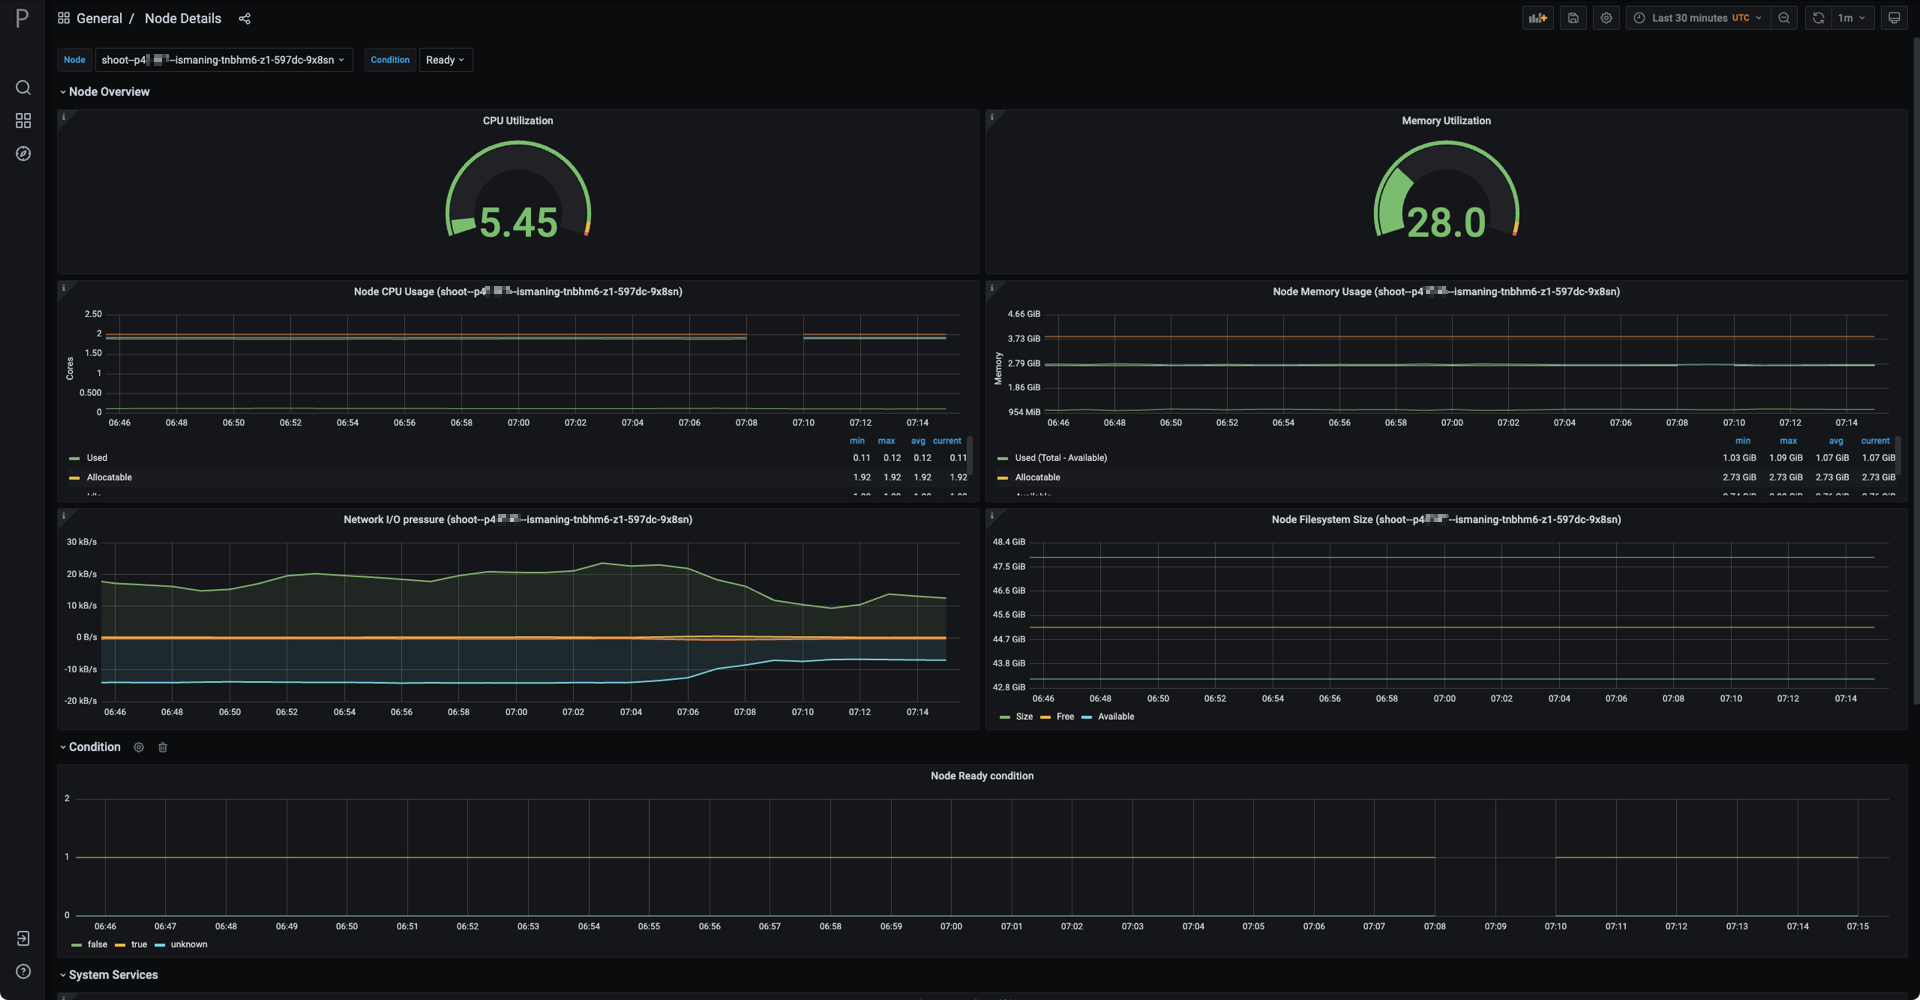 General / Node Details
Last 30 minutes UTC
1m
Node
shoot--p4 --ismaning-tnbhm6-z1-597dc-9x8sn
Condition
Ready
Node Overview
CPU Utilization
5.45
Memory Utilization
28.0
Node CPU Usage (shoot--p4 --ismaning-tnbhm6-z1-597dc-9x8sn)
Cores
2.50
2
1.50
1
0.500
0
06:46 06:48 06:50 06:52 06:54 06:56 06:58 07:00 07:02 07:04 07:06 07:08 07:10 07:12 07:14
min max avg current
Used 0.11 0.12 0.12 0.11
Allocatable 1.92 1.92 1.92 1.92
Node Memory Usage (shoot--p4 --ismaning-tnbhm6-z1-597dc-9x8sn)
Memory
4.66 GiB
3.73 GiB
2.79 GiB
1.86 GiB
954 MiB
06:46 06:48 06:50 06:52 06:54 06:56 06:58 07:00 07:02 07:04 07:06 07:08 07:10 07:12 07:14
min max avg current
Used (Total - Available) 1.03 GiB 1.09 GiB 1.07 GiB 1.07 GiB
Allocatable 2.73 GiB 2.73 GiB 2.73 GiB 2.73 GiB
Network I/O pressure (shoot--p4 --ismaning-tnbhm6-z1-597dc-9x8sn)
30 kB/s
20 kB/s
10 kB/s
0 B/s
-10 kB/s
-20 kB/s
06:46 06:48 06:50 06:52 06:54 06:56 06:58 07:00 07:02 07:04 07:06 07:08 07:10 07:12 07:14
Node Filesystem Size (shoot--p4 --ismaning-tnbhm6-z1-597dc-9x8sn)
48.4 GiB
47.5 GiB
46.6 GiB
45.6 GiB
44.7 GiB
43.8 GiB
42.8 GiB
06:46 06:48 06:50 06:52 06:54 06:56 06:58 07:00 07:02 07:04 07:06 07:08 07:10 07:12 07:14
Size Free Available
Condition
Node Ready condition
2
1
0
06:46 06:47 06:48 06:49 06:50 06:51 06:52 06:53 06:54 06:55 06:56 06:57 06:58 06:59 07:00 07:01 07:02 07:03 07:04 07:05 07:06 07:07 07:08 07:09 07:10 07:11 07:12 07:13 07:14 07:15
false true unknown
System Services